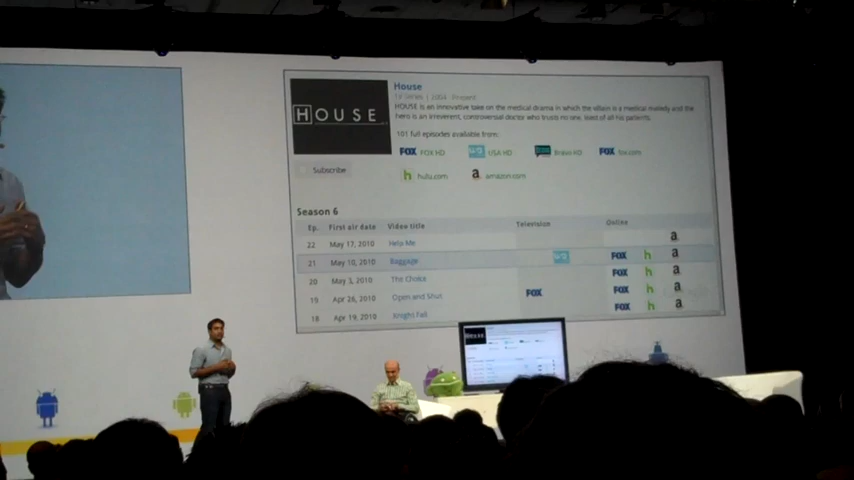 House
TV Series | 2004 - Present
HOUSE is an innovative take on the medical drama in which the villain is a medical malady and the
hero is an irreverent, controversial doctor who trusts no one, least of all his patients.
HOUSE
101 full episodes available from:
FOX FOX HD USA HD Bravo HD FOX fox.com
Subscribe
h hulu.com a amazon.com
Season 6
Ep. First air date Video title Television Online
22 May 17, 2010 Help Me a
21 May 10, 2010 Baggage FOX h a
20 May 3, 2010 The Choice FOX h a
19 Apr 26, 2010 Open and Shut FOX FOX h a
18 Apr 19, 2010 Knight Fall FOX h a
HOUSE